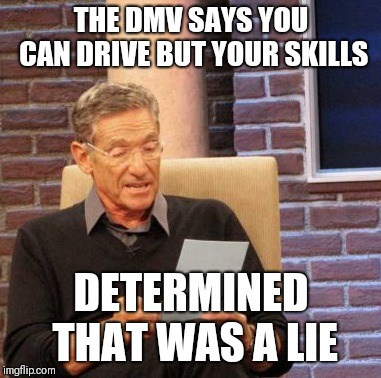 THE DMV SAYS YOU
CAN DRIVE BUT YOUR SKILLS
DETERMINED
THAT WAS A LIE
imgflip.com